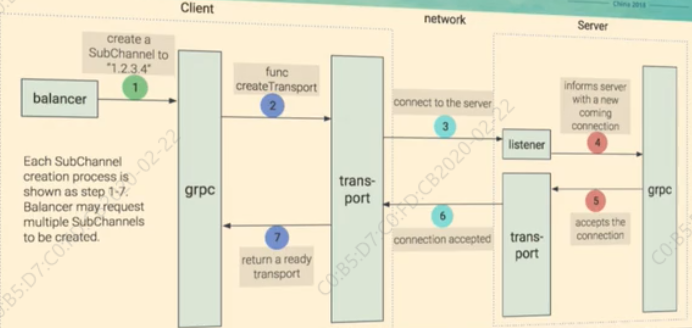 China 2018
Client
network
Server
create a
SubChannel to
"1.2.3.4"
1
balancer
func
createTransport
2
connect to the server
3
informs server
with a new
coming
connection
4
listener
Each SubChannel
creation process is
shown as step 1-7.
Balancer may request
multiple SubChannels
to be created.
grpc
trans-
port
grpc
5
accepts the
connection
6
connection accepted
trans-
port
7
return a ready
transport
C0:B5:D7:C0:FD:CB2020-02-22